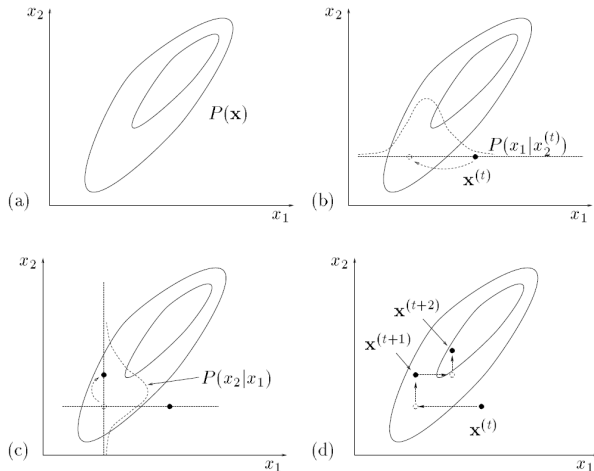 x₂
P(x)
(a)
x₁
x₂
P(x₁|x₂⁽ᵗ⁾)
x⁽ᵗ⁾
(b)
x₁
x₂
P(x₂|x₁)
(c)
x₁
x₂
x⁽ᵗ⁺²⁾
x⁽ᵗ⁺¹⁾
x⁽ᵗ⁾
(d)
x₁